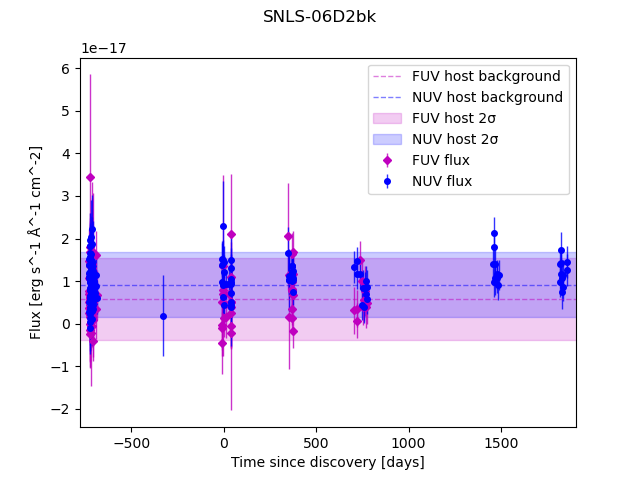 SNLS-06D2bk
1e−17
FUV host background
NUV host background
FUV host 2σ
NUV host 2σ
FUV flux
NUV flux
6
5
4
3
2
1
0
−1
−2
Flux [erg s^-1 Å^-1 cm^-2]
−500
0
500
1000
1500
Time since discovery [days]